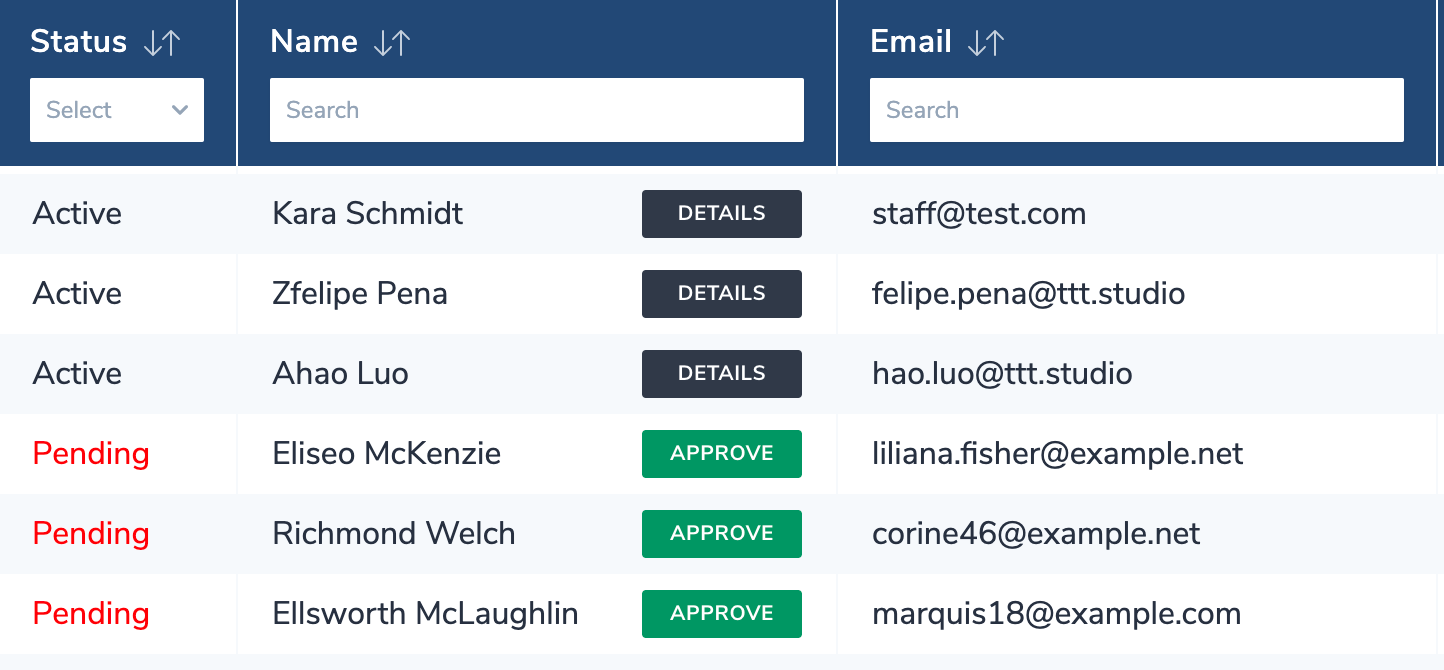 Status Name Email
Select Search Search
Active Kara Schmidt DETAILS staff@test.com
Active Zfelipe Pena DETAILS felipe.pena@ttt.studio
Active Ahao Luo DETAILS hao.luo@ttt.studio
Pending Eliseo McKenzie APPROVE liliana.fisher@example.net
Pending Richmond Welch APPROVE corine46@example.net
Pending Ellsworth McLaughlin APPROVE marquis18@example.com